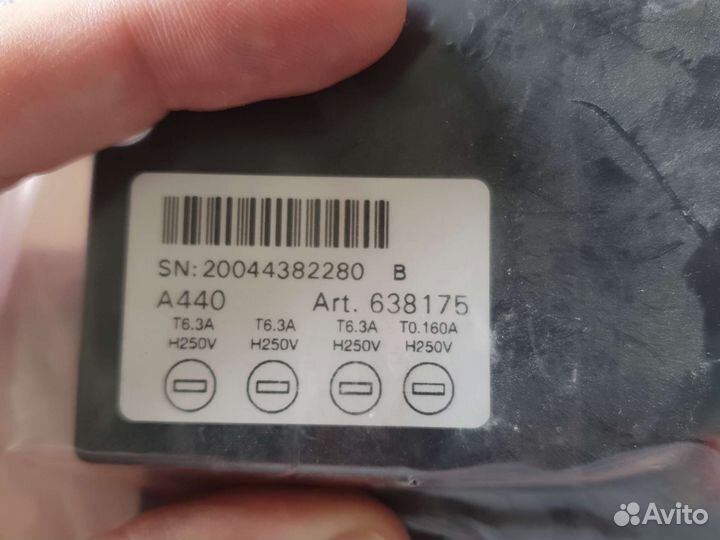 SN: 20044382280 B
A440 Art. 638175
T6.3A T6.3A T6.3A T0.160A
H250V H250V H250V H250V
Avito